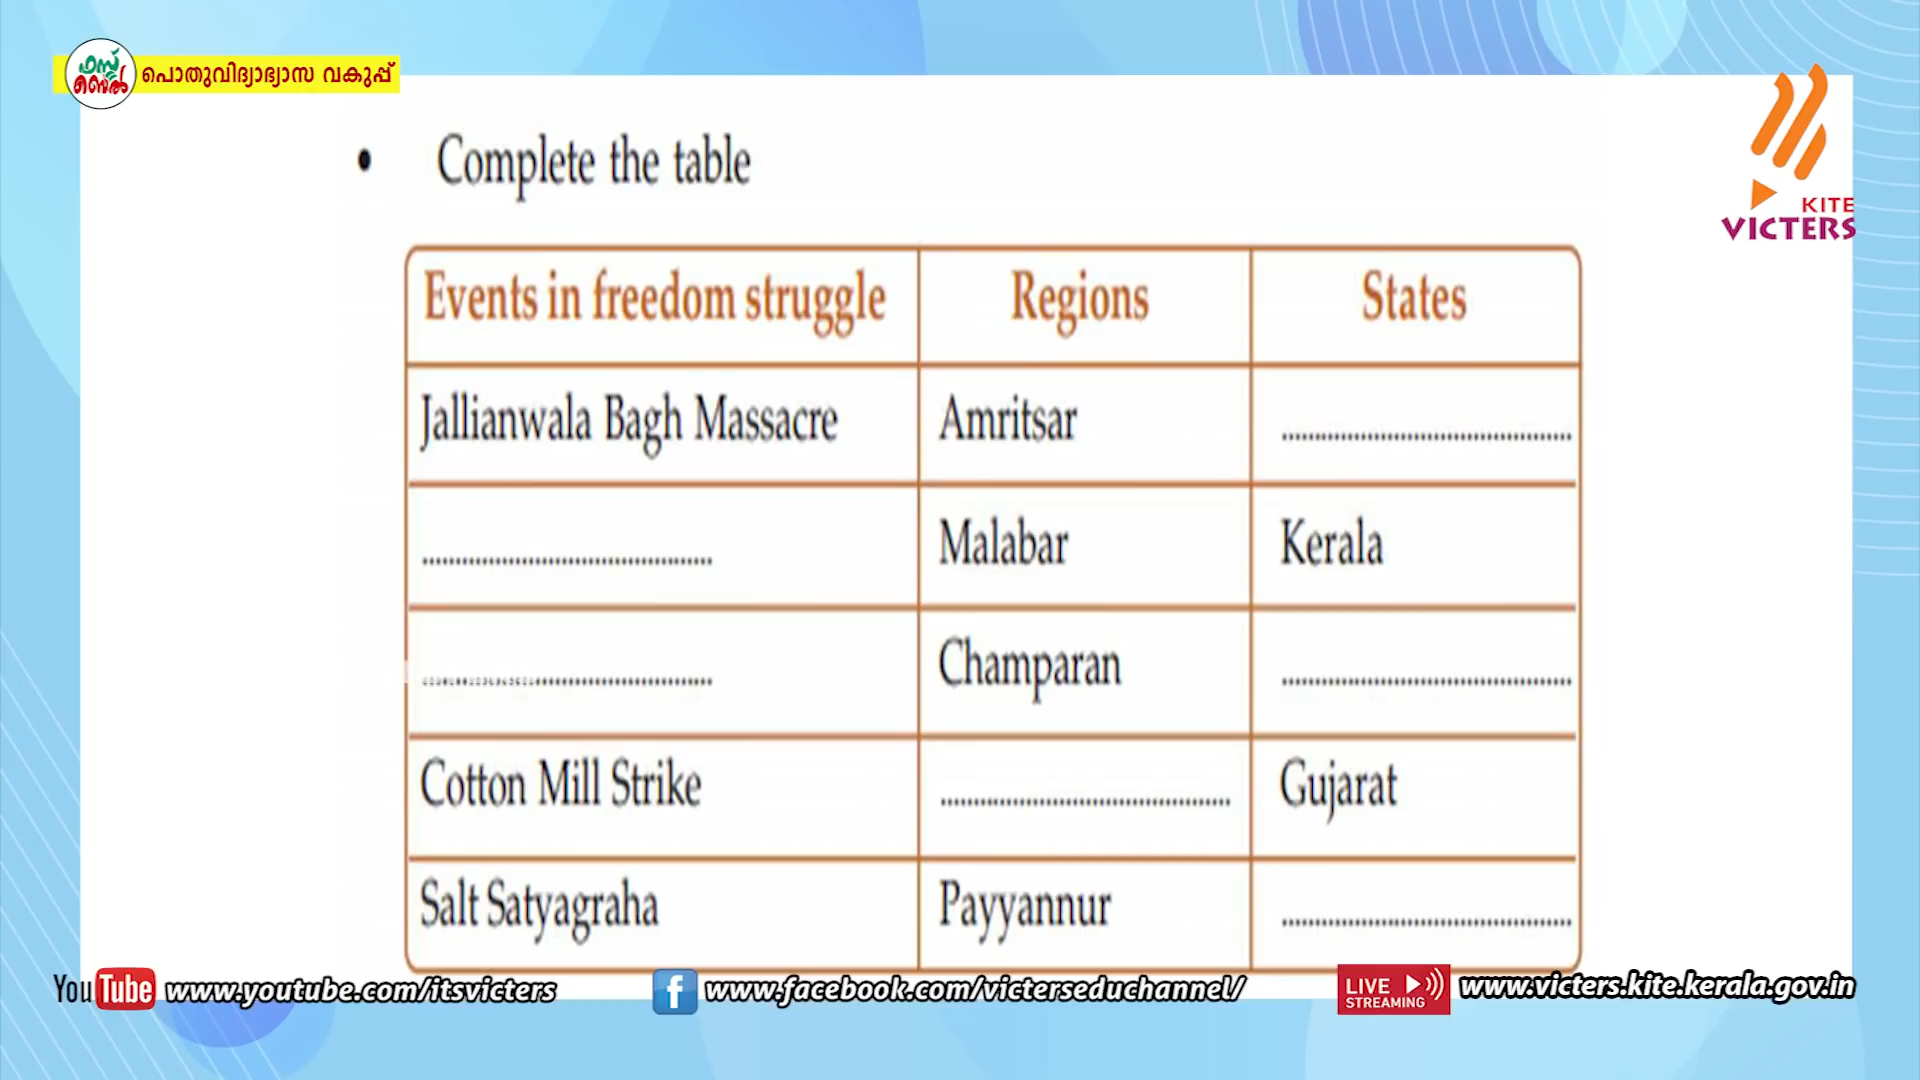 ഫസ്റ്റ് ബെൽ പൊതുവിദ്യാഭ്യാസ വകുപ്പ്
KITE
VICTERS
• Complete the table
Events in freedom struggle Regions States
Jallianwala Bagh Massacre Amritsar ............................................
............................................ Malabar Kerala
............................................ Champaran ............................................
Cotton Mill Strike ............................................ Gujarat
Salt Satyagraha Payyannur ............................................
YouTube www.youtube.com/itsvicters f www.facebook.com/victerseduchannel/ LIVE STREAMING www.victers.kite.kerala.gov.in